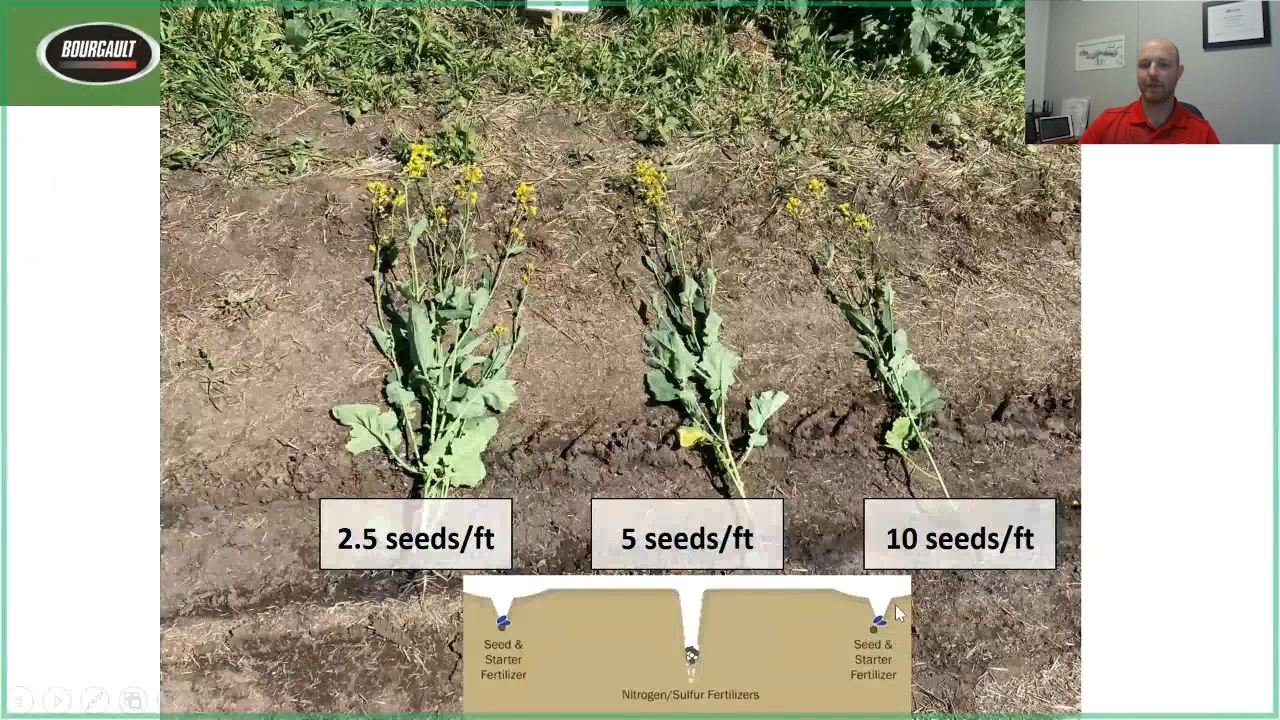 BOURGAULT
2.5 seeds/ft
5 seeds/ft
10 seeds/ft
Seed &
Starter
Fertilizer
Nitrogen/Sulfur Fertilizers
Seed &
Starter
Fertilizer